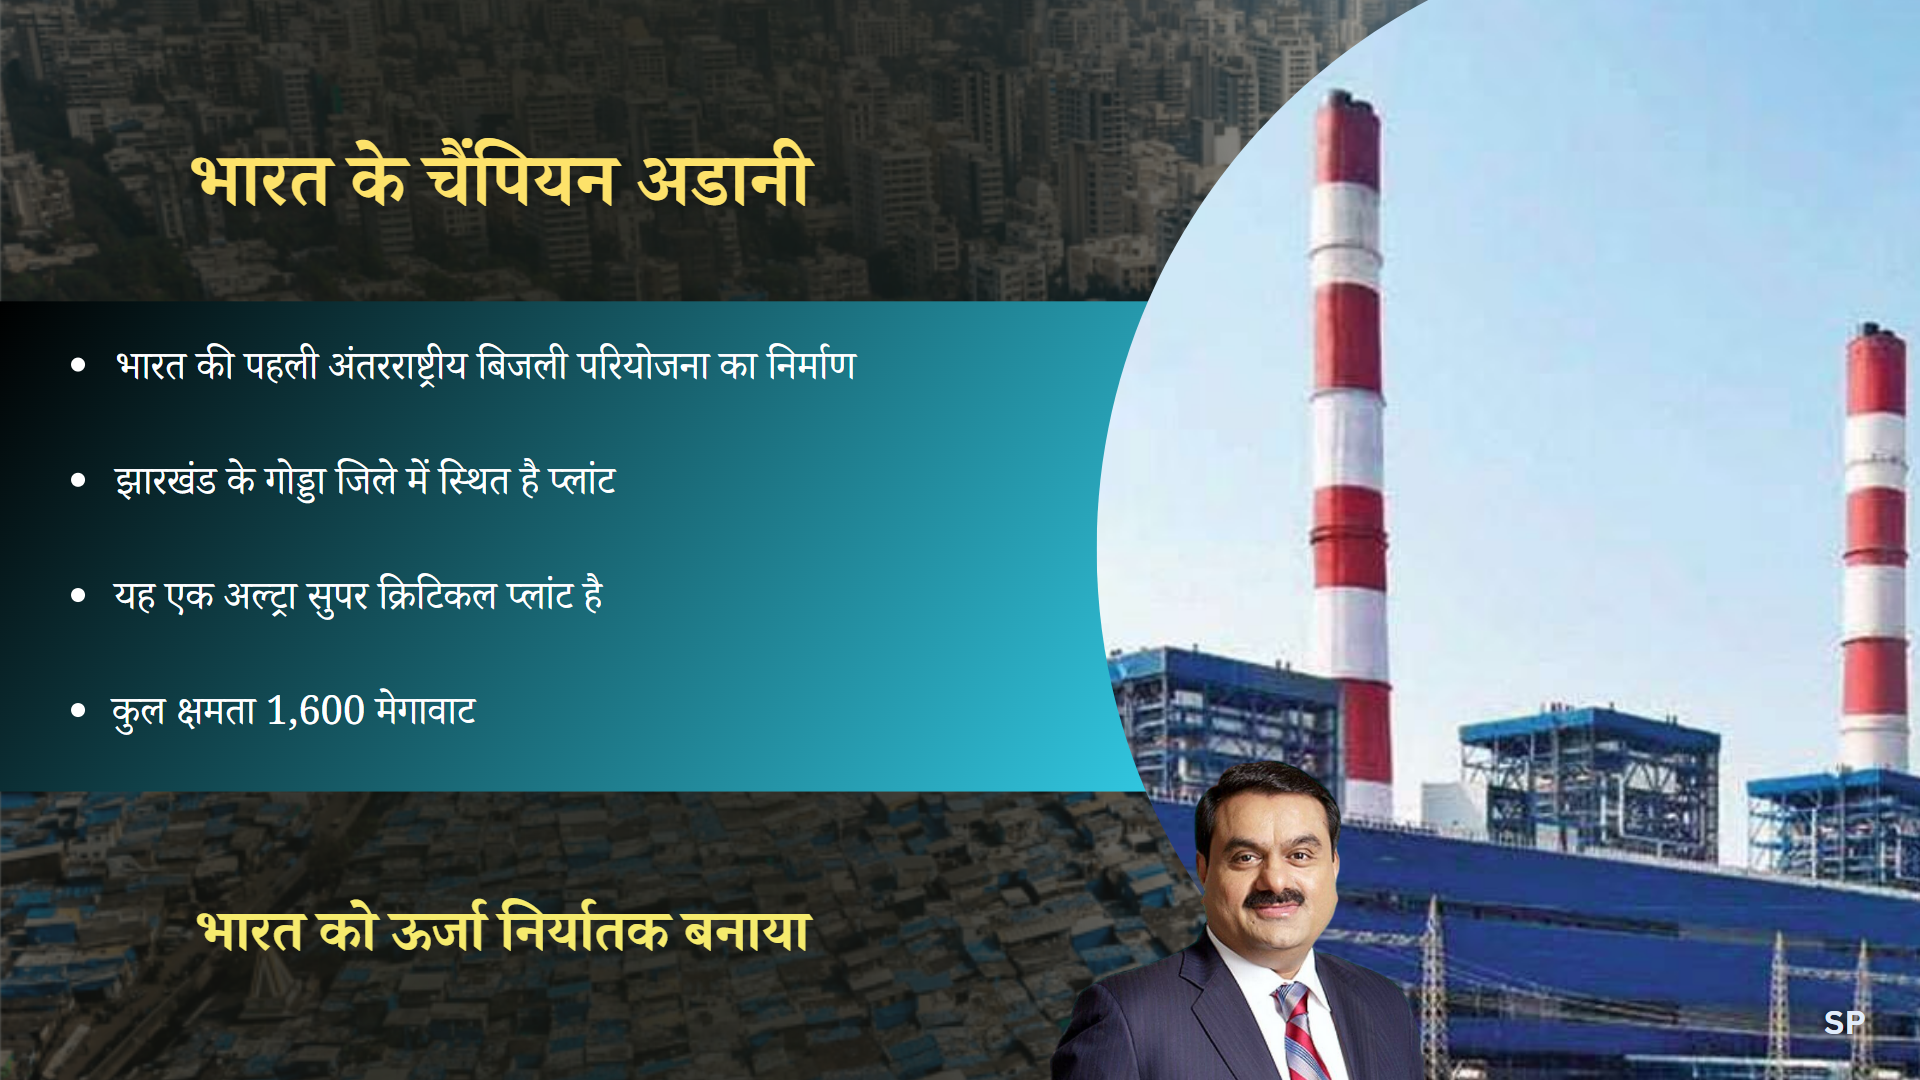 भारत के चैंपियन अडानी
• भारत की पहली अंतरराष्ट्रीय बिजली परियोजना का निर्माण
• झारखंड के गोड्डा जिले में स्थित है प्लांट
• यह एक अल्ट्रा सुपर क्रिटिकल प्लांट है
• कुल क्षमता 1,600 मेगावाट
भारत को ऊर्जा निर्यातक बनाया
SP